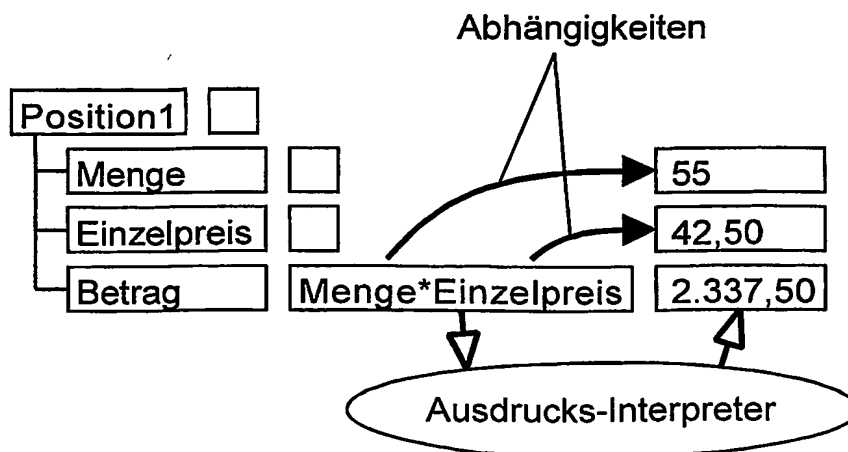 Abhängigkeiten
Position1
Menge 55
Einzelpreis 42,50
Betrag Menge*Einzelpreis 2.337,50
Ausdrucks-Interpreter